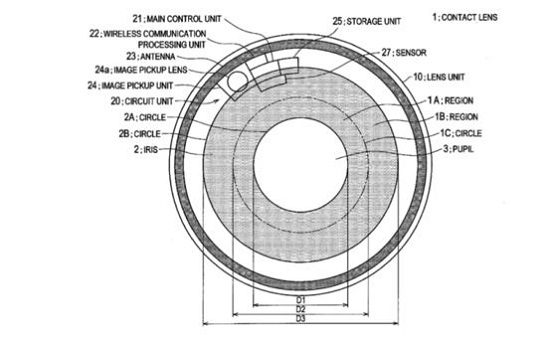 21 ; MAIN CONTROL UNIT
22 ; WIRELESS COMMUNICATION
PROCESSING UNIT
23 ; ANTENNA
24a ; IMAGE PICKUP LENS
24 ; IMAGE PICKUP UNIT
20 ; CIRCUIT UNIT
2A ; CIRCLE
2B ; CIRCLE
2 ; IRIS
25 ; STORAGE UNIT
27 ; SENSOR
1 ; CONTACT LENS
10 ; LENS UNIT
1A ; REGION
1B ; REGION
1C ; CIRCLE
3 ; PUPIL
D1
D2
D3